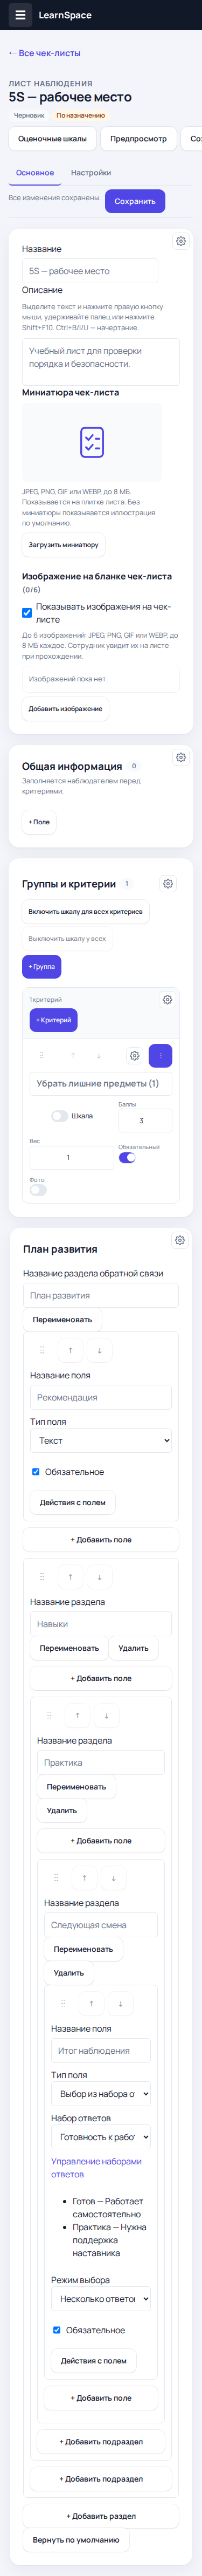 LearnSpace
← Все чек-листы
ЛИСТ НАБЛЮДЕНИЯ
5S — рабочее место
Черновик По назначению
Оценочные шкалы Предпросмотр
Основное Настройки
Все изменения сохранены. Сохранить
Название
5S — рабочее место
Описание
Выделите текст и нажмите правую кнопку
мыши, удерживайте палец или нажмите
Shift+F10. Ctrl+B/I/U — начертание.
Учебный лист для проверки
порядка и безопасности.
Миниатюра чек-листа
JPEG, PNG, GIF или WEBP, до 8 МБ.
Показывается на плитке листа. Без
миниатюры показывается иллюстрация
по умолчанию.
Загрузить миниатюру
Изображение на бланке чек-листа
(0/6)
Показывать изображения на чек-
листе
До 6 изображений: JPEG, PNG, GIF или WEBP, до
8 МБ каждое. Сотрудник увидит их на листе
при прохождении.
Изображений пока нет.
Добавить изображение
Общая информация 0
Заполняется наблюдателем перед
критериями.
+ Поле
Группы и критерии 1
Включить шкалу для всех критериев
Выключить шкалу у всех
+ Группа
1 критерий
+ Критерий
↑ ↓
Убрать лишние предметы (1)
Шкала
Баллы
3
Вес
1
Обязательный
Фото
План развития
Название раздела обратной связи
План развития
Переименовать
↑ ↓
Название поля
Рекомендация
Тип поля
Текст
Обязательное
Действия с полем
+ Добавить поле
↑ ↓
Название раздела
Навыки
Переименовать Удалить
+ Добавить поле
↑ ↓
Название раздела
Практика
Переименовать
Удалить
+ Добавить поле
↑ ↓
Название раздела
Следующая смена
Переименовать
Удалить
↑ ↓
Название поля
Итог наблюдения
Тип поля
Выбор из набора от
Набор ответов
Готовность к работ
Управление наборами
ответов
• Готов — Работает
самостоятельно
• Практика — Нужна
поддержка
наставника
Режим выбора
Несколько ответов
Обязательное
Действия с полем
+ Добавить поле
+ Добавить подраздел
+ Добавить подраздел
+ Добавить раздел
Вернуть по умолчанию